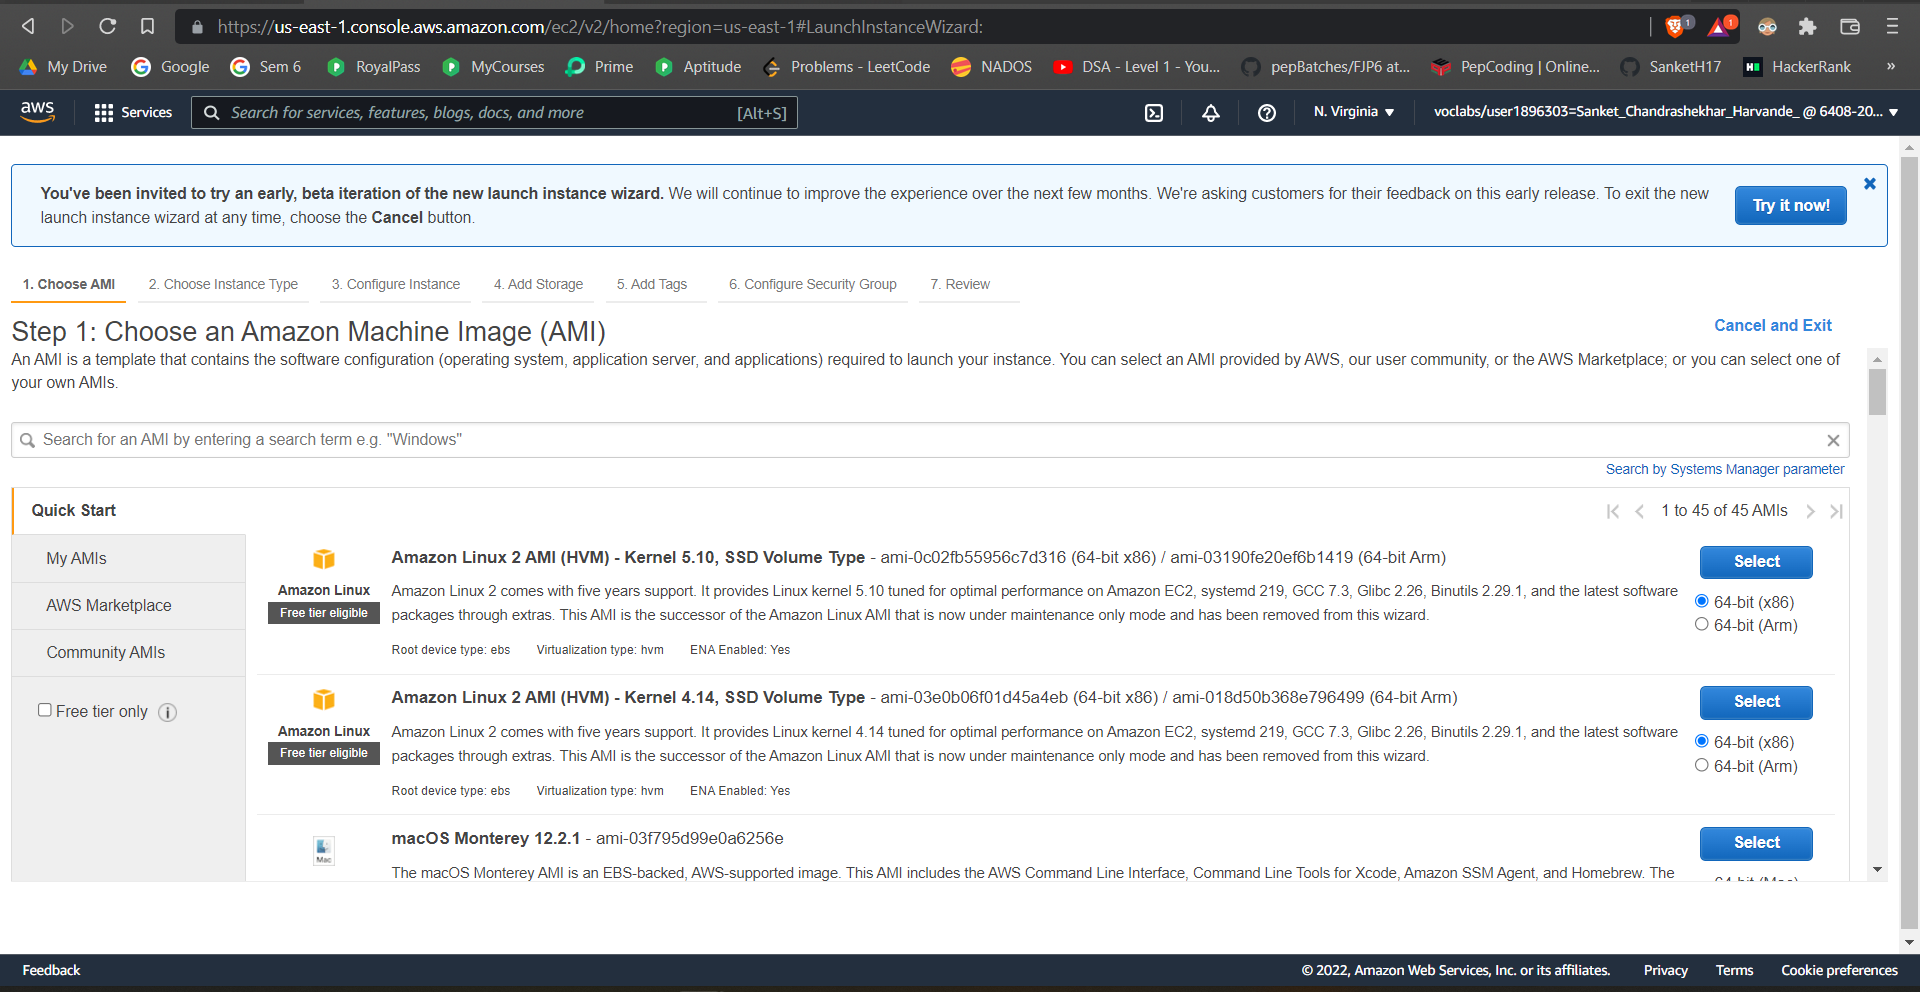 https://us-east-1.console.aws.amazon.com/ec2/v2/home?region=us-east-1#LaunchInstanceWizard:
1
1
My Drive
Google
Sem 6
RoyalPass
MyCourses
Prime
Aptitude
Problems - LeetCode
NADOS
DSA - Level 1 - You...
pepBatches/FJP6 at...
PepCoding | Online...
SanketH17
HackerRank
»
aws
Services
Search for services, features, blogs, docs, and more
[Alt+S]
N. Virginia
voclabs/user1896303=Sanket_Chandrashekhar_Harvande_ @ 6408-20...
You've been invited to try an early, beta iteration of the new launch instance wizard. We will continue to improve the experience over the next few months. We're asking customers for their feedback on this early release. To exit the new
launch instance wizard at any time, choose the Cancel button.
Try it now!
1. Choose AMI
2. Choose Instance Type
3. Configure Instance
4. Add Storage
5. Add Tags
6. Configure Security Group
7. Review
Step 1: Choose an Amazon Machine Image (AMI)
Cancel and Exit
An AMI is a template that contains the software configuration (operating system, application server, and applications) required to launch your instance. You can select an AMI provided by AWS, our user community, or the AWS Marketplace; or you can select one of
your own AMIs.
Search for an AMI by entering a search term e.g. "Windows"
Search by Systems Manager parameter
Quick Start
1 to 45 of 45 AMIs
My AMIs
AWS Marketplace
Community AMIs
Free tier only
Amazon Linux
Free tier eligible
Amazon Linux 2 AMI (HVM) - Kernel 5.10, SSD Volume Type - ami-0c02fb55956c7d316 (64-bit x86) / ami-03190fe20ef6b1419 (64-bit Arm)
Amazon Linux 2 comes with five years support. It provides Linux kernel 5.10 tuned for optimal performance on Amazon EC2, systemd 219, GCC 7.3, Glibc 2.26, Binutils 2.29.1, and the latest software
packages through extras. This AMI is the successor of the Amazon Linux AMI that is now under maintenance only mode and has been removed from this wizard.
Root device type: ebs
Virtualization type: hvm
ENA Enabled: Yes
Select
64-bit (x86)
64-bit (Arm)
Amazon Linux
Free tier eligible
Amazon Linux 2 AMI (HVM) - Kernel 4.14, SSD Volume Type - ami-03e0b06f01d45a4eb (64-bit x86) / ami-018d50b368e796499 (64-bit Arm)
Amazon Linux 2 comes with five years support. It provides Linux kernel 4.14 tuned for optimal performance on Amazon EC2, systemd 219, GCC 7.3, Glibc 2.26, Binutils 2.29.1, and the latest software
packages through extras. This AMI is the successor of the Amazon Linux AMI that is now under maintenance only mode and has been removed from this wizard.
Root device type: ebs
Virtualization type: hvm
ENA Enabled: Yes
Select
64-bit (x86)
64-bit (Arm)
Mac
macOS Monterey 12.2.1 - ami-03f795d99e0a6256e
The macOS Monterey AMI is an EBS-backed, AWS-supported image. This AMI includes the AWS Command Line Interface, Command Line Tools for Xcode, Amazon SSM Agent, and Homebrew. The
Select
Feedback
© 2022, Amazon Web Services, Inc. or its affiliates.
Privacy
Terms
Cookie preferences